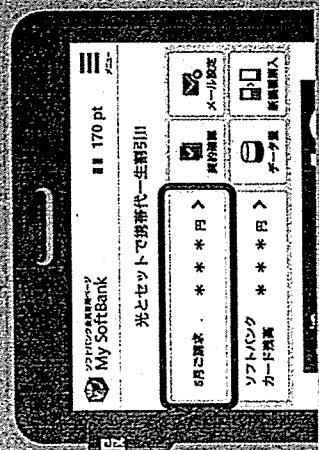 ソフトバンク会員専用ページ
My SoftBank
170 pt
メニュー
光とセットで携帯代一生割引!!
5月ご請求
***円 >
契約確認
メール設定
ソフトバンク
カード残高
***円 >
データ量
新規購入